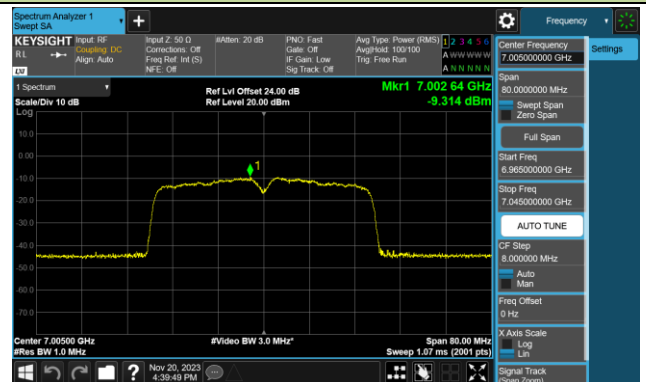 Spectrum Analyzer 1
Swept SA
Frequency
KEYSIGHT
RL
LXI
Input: RF
Coupling: DC
Align: Auto
Input Z: 50 Ω
Corrections: Off
Freq Ref: Int (S)
NFE: Off
#Atten: 20 dB
PNO: Fast
Gate: Off
IF Gain: Low
Sig Track: Off
Avg Type: Power (RMS)
Avg|Hold: 100/100
Trig: Free Run
1 2 3 4 5 6
A W W W W W
A N N N N N
1 Spectrum
Scale/Div 10 dB
Log
Ref Lvl Offset 24.00 dB
Ref Level 20.00 dBm
Mkr1 7.002 64 GHz
-9.314 dBm
1
10.0
0.00
-10.0
-20.0
-30.0
-40.0
-50.0
-60.0
-70.0
Center 7.00500 GHz
#Res BW 1.0 MHz
#Video BW 3.0 MHz*
Span 80.00 MHz
Sweep 1.07 ms (2001 pts)
Nov 20, 2023
4:39:49 PM
Center Frequency
7.005000000 GHz
Settings
Span
80.0000000 MHz
Swept Span
Zero Span
Full Span
Start Freq
6.965000000 GHz
Stop Freq
7.045000000 GHz
AUTO TUNE
CF Step
8.000000 MHz
Auto
Man
Freq Offset
0 Hz
X Axis Scale
Log
Lin
Signal Track
(Span Zoom)